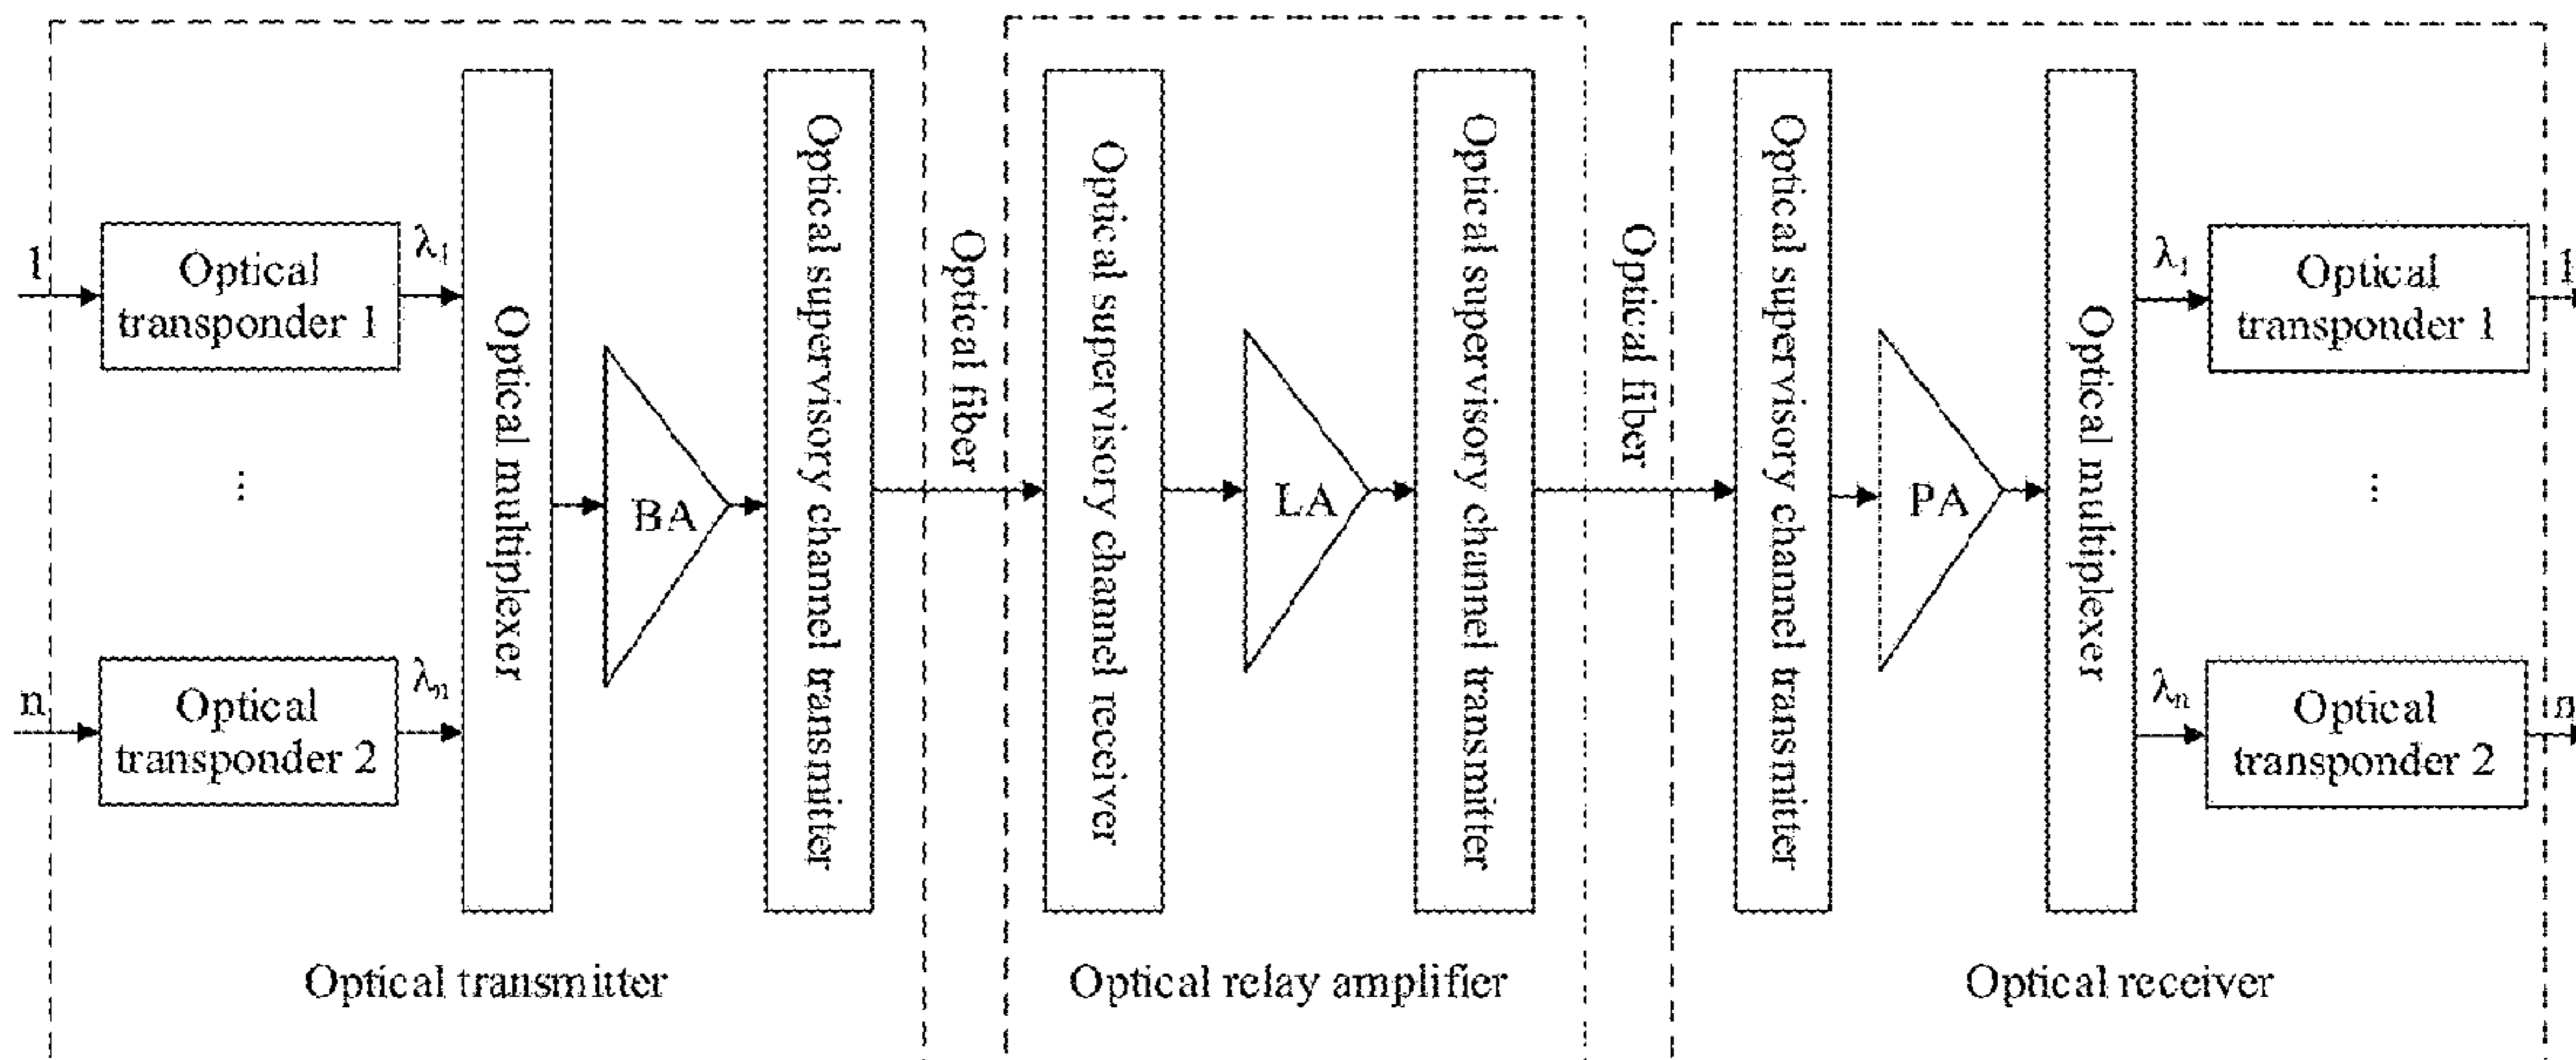 1
Optical
transponder 1
λ1
⋮
n
Optical
transponder 2
λn
Optical multiplexer
BA
Optical supervisory channel transmitter
Optical transmitter
Optical fiber
Optical supervisory channel receiver
LA
Optical supervisory channel transmitter
Optical relay amplifier
Optical fiber
Optical supervisory channel transmitter
PA
Optical multiplexer
λ1
Optical
transponder 1
1
⋮
λn
Optical
transponder 2
n
Optical receiver